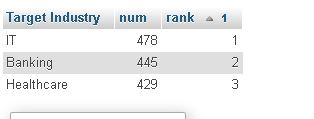 Target Industry num rank 1
IT 478 1
Banking 445 2
Healthcare 429 3